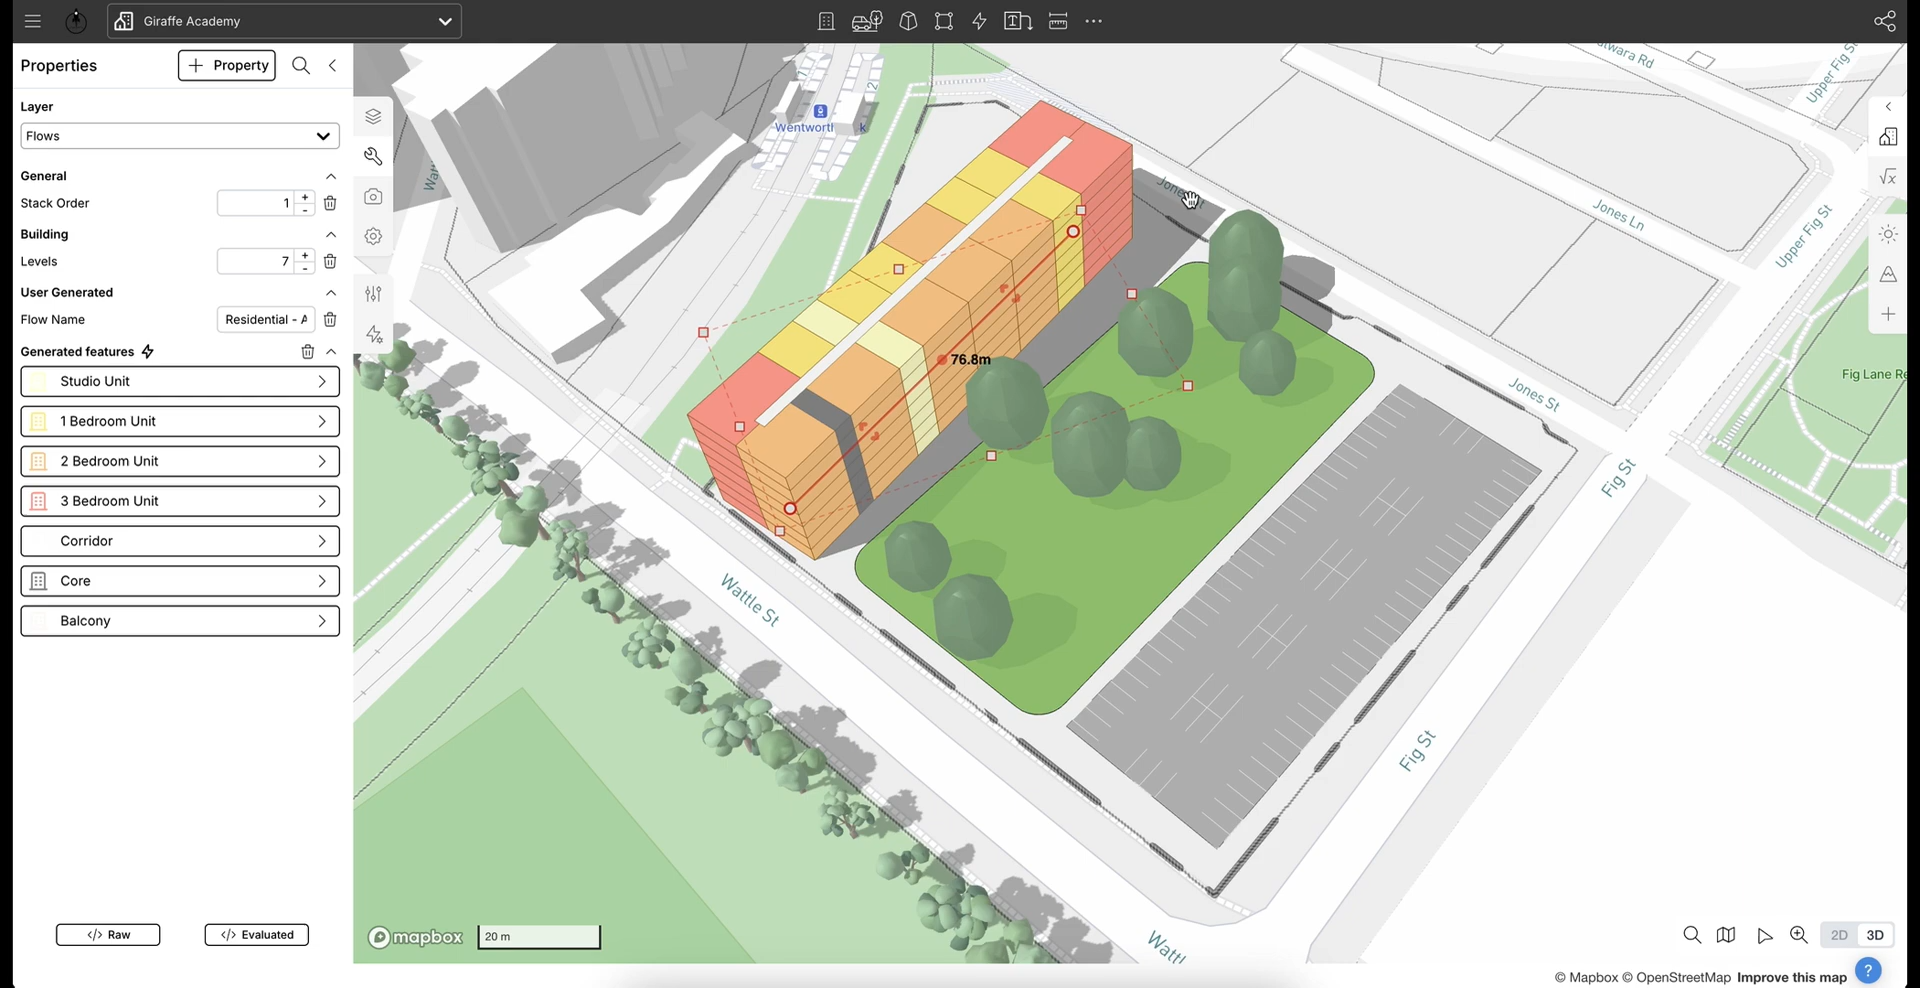 Giraffe Academy
Properties
Property
Layer
Flows
General
Stack Order
1
Building
Levels
7
User Generated
Flow Name
Residential - A
Generated features
Studio Unit
1 Bedroom Unit
2 Bedroom Unit
3 Bedroom Unit
Corridor
Core
Balcony
</> Raw
</> Evaluated
Upper Fig St
Jones Ln
Upper Fig St
Jones St
Fig Lane Re
Fig St
Fig St
Wattle St
Wattl
76.8m
mapbox
20 m
2D
3D
© Mapbox © OpenStreetMap Improve this map
?